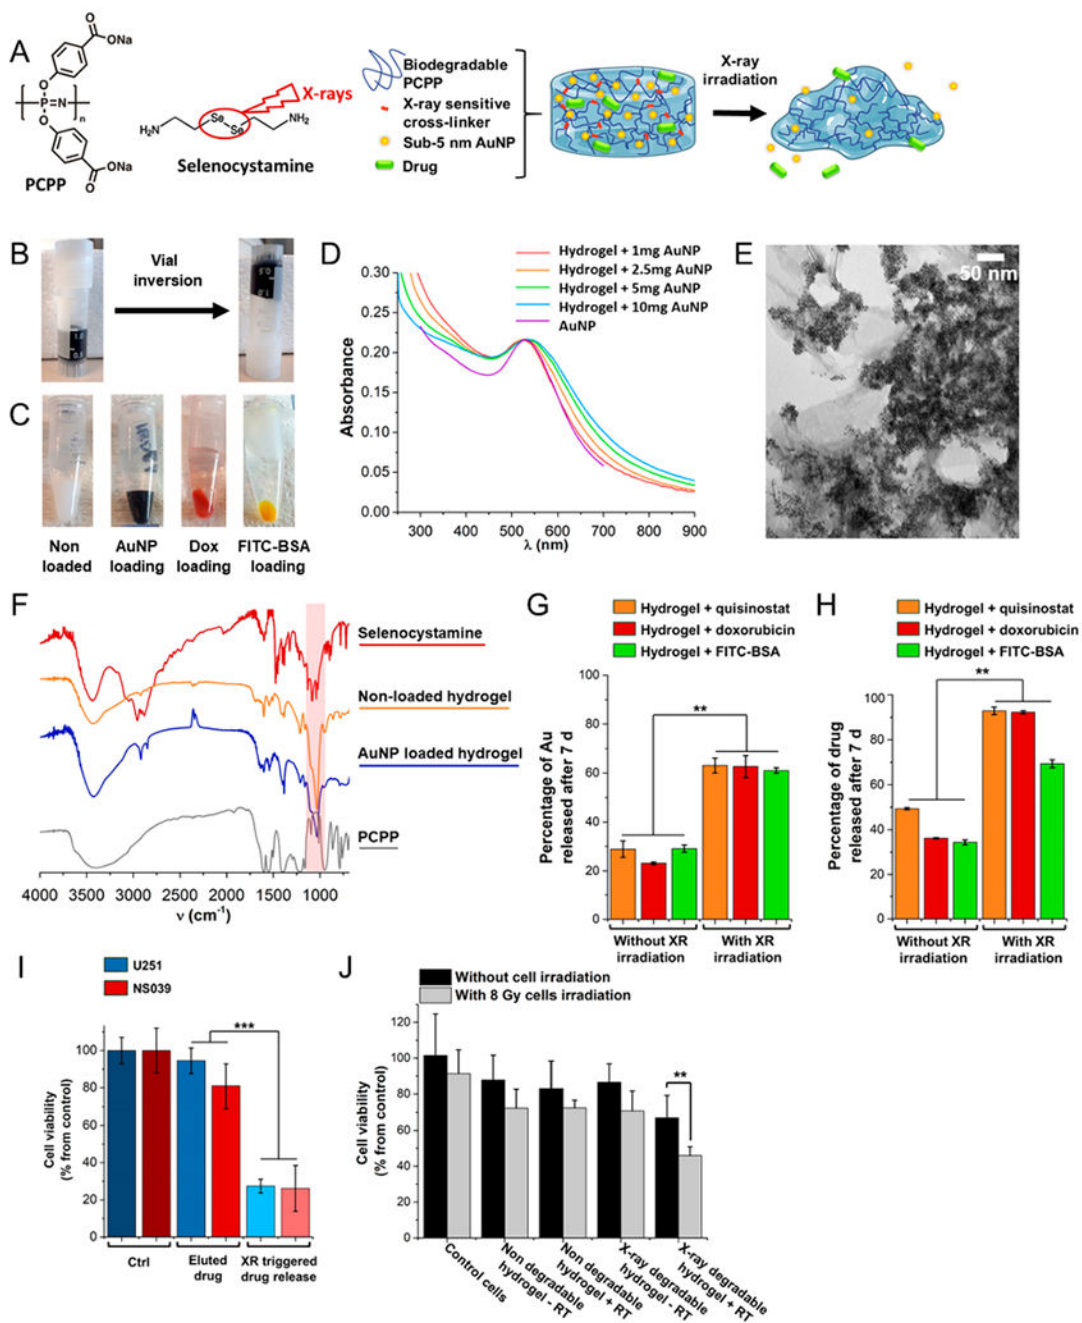 A
ONa
O
O
P=N
n
O
O
ONa
PCPP
X-rays
H₂N
Se
Se
NH₂
Selenocystamine
Biodegradable
PCPP
X-ray sensitive
cross-linker
Sub-5 nm AuNP
Drug
X-ray
irradiation
B
Vial
inversion
C
Non
loaded
AuNP
loading
Dox
loading
FITC-BSA
loading
D
Hydrogel + 1mg AuNP
Hydrogel + 2.5mg AuNP
Hydrogel + 5mg AuNP
Hydrogel + 10mg AuNP
AuNP
Absorbance
0.30
0.25
0.20
0.15
0.10
0.05
0.00
300 400 500 600 700 800 900
λ (nm)
E
50 nm
F
Selenocystamine
Non-loaded hydrogel
AuNP loaded hydrogel
PCPP
4000 3500 3000 2500 2000 1500 1000
ν (cm⁻¹)
G
Hydrogel + quisinostat
Hydrogel + doxorubicin
Hydrogel + FITC-BSA
Percentage of Au
released after 7 d
100
80
60
40
20
0
**
Without XR
irradiation
With XR
irradiation
H
Hydrogel + quisinostat
Hydrogel + doxorubicin
Hydrogel + FITC-BSA
Percentage of drug
released after 7 d
100
80
60
40
20
0
**
Without XR
irradiation
With XR
irradiation
I
U251
NS039
Cell viability
(% from control)
100
80
60
40
20
0
***
Ctrl
Eluted
drug
XR triggered
drug release
J
Without cell irradiation
With 8 Gy cells irradiation
Cell viability
(% from control)
120
100
80
60
40
20
0
**
Control cells
Non degradable
hydrogel - RT
Non degradable
hydrogel + RT
X-ray degradable
hydrogel - RT
X-ray degradable
hydrogel + RT